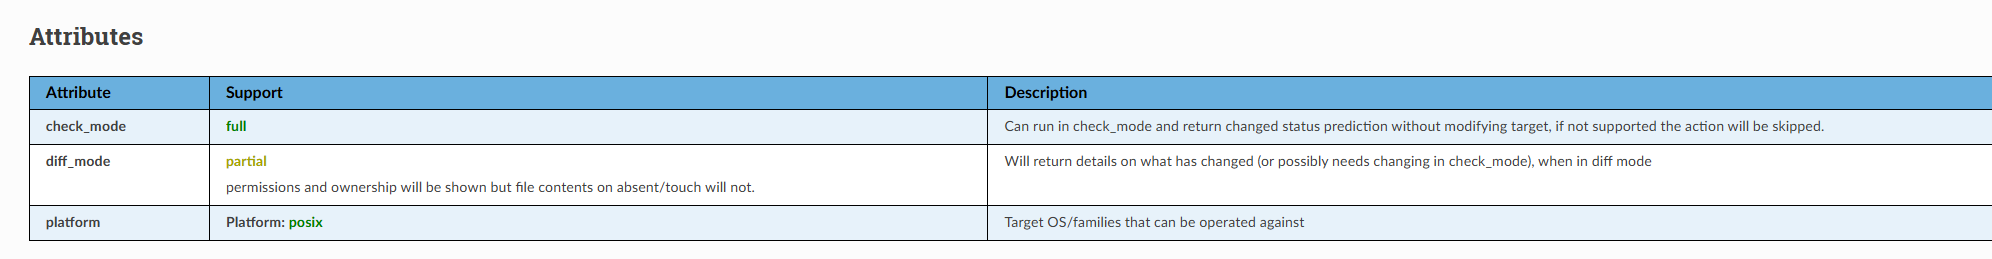 Attributes
Attribute Support Description
check_mode full Can run in check_mode and return changed status prediction without modifying target, if not supported the action will be skipped.
diff_mode partial Will return details on what has changed (or possibly needs changing in check_mode), when in diff mode
permissions and ownership will be shown but file contents on absent/touch will not.
platform Platform: posix Target OS/families that can be operated against